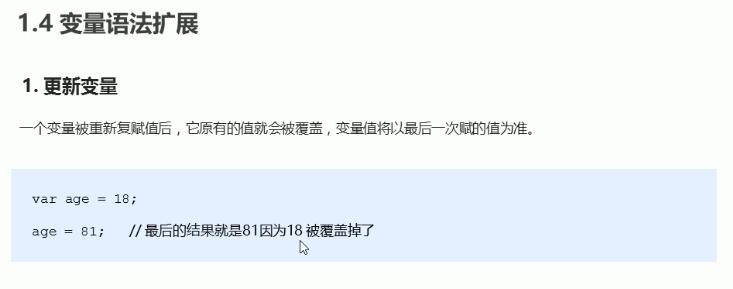 1.4 变量语法扩展
1. 更新变量
一个变量被重新复赋值后，它原有的值就会被覆盖，变量值将以最后一次赋的值为准。
var age = 18;
age = 81;   // 最后的结果就是81因为18 被覆盖掉了